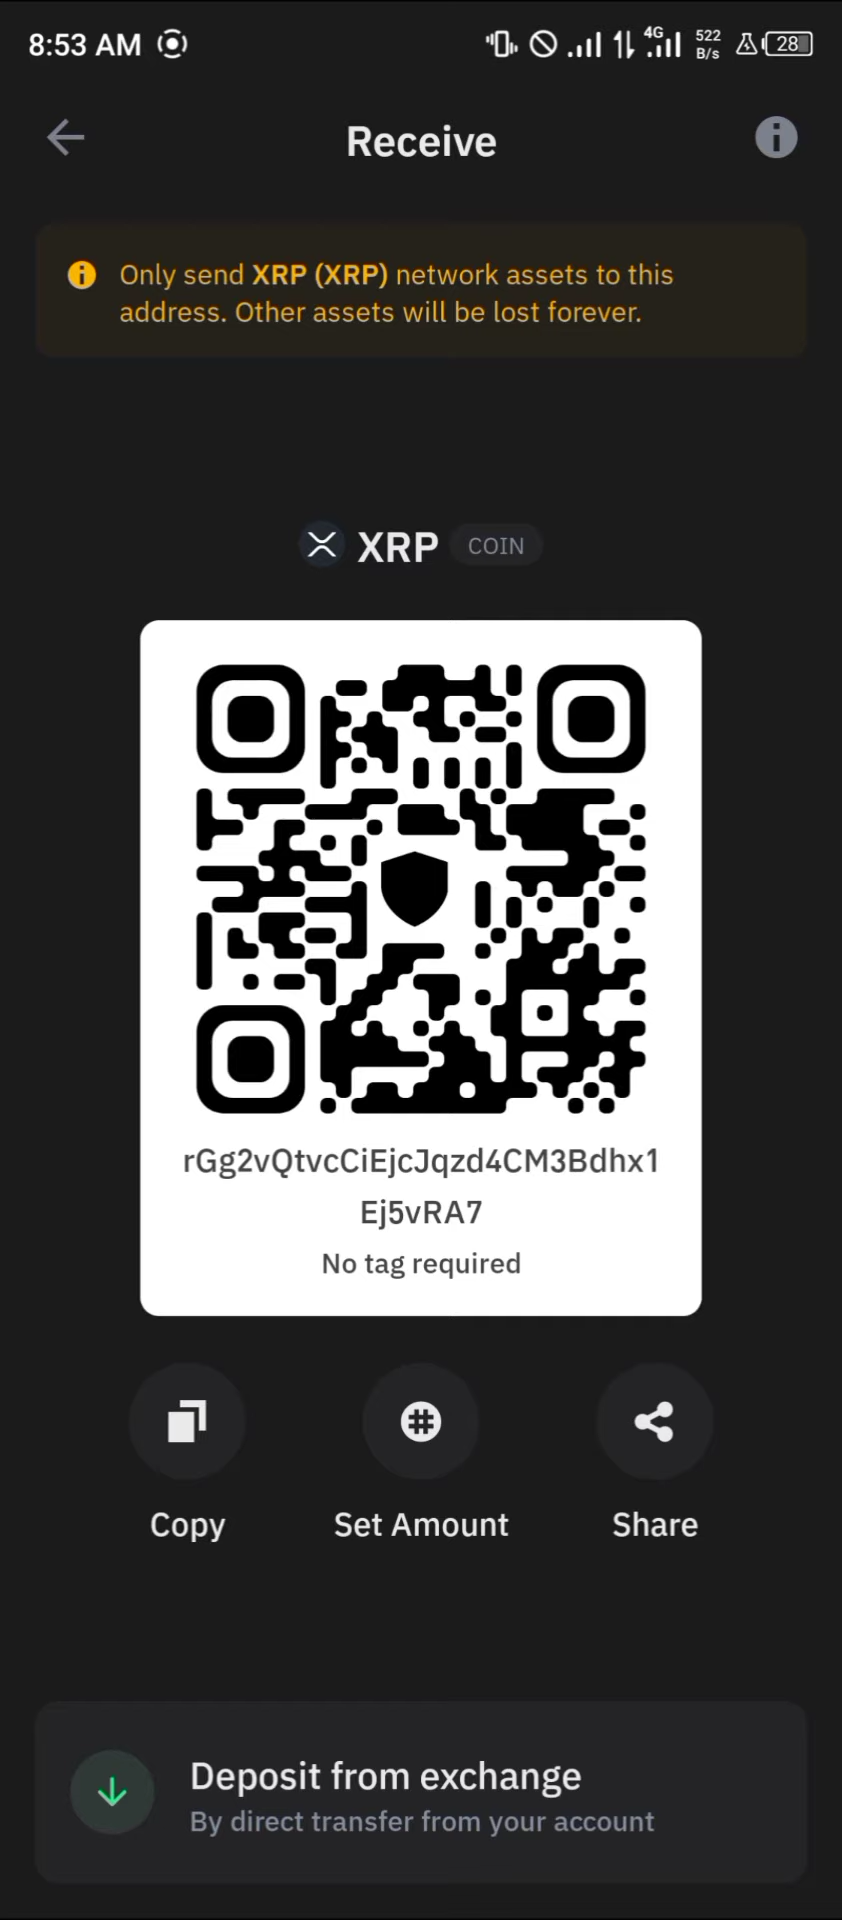 8:53 AM
4G
522
B/s
28
Receive
Only send XRP (XRP) network assets to this
address. Other assets will be lost forever.
XRP COIN
rGg2vQtvcCiEjcJqzd4CM3Bdhx1
Ej5vRA7
No tag required
Copy
Set Amount
Share
Deposit from exchange
By direct transfer from your account